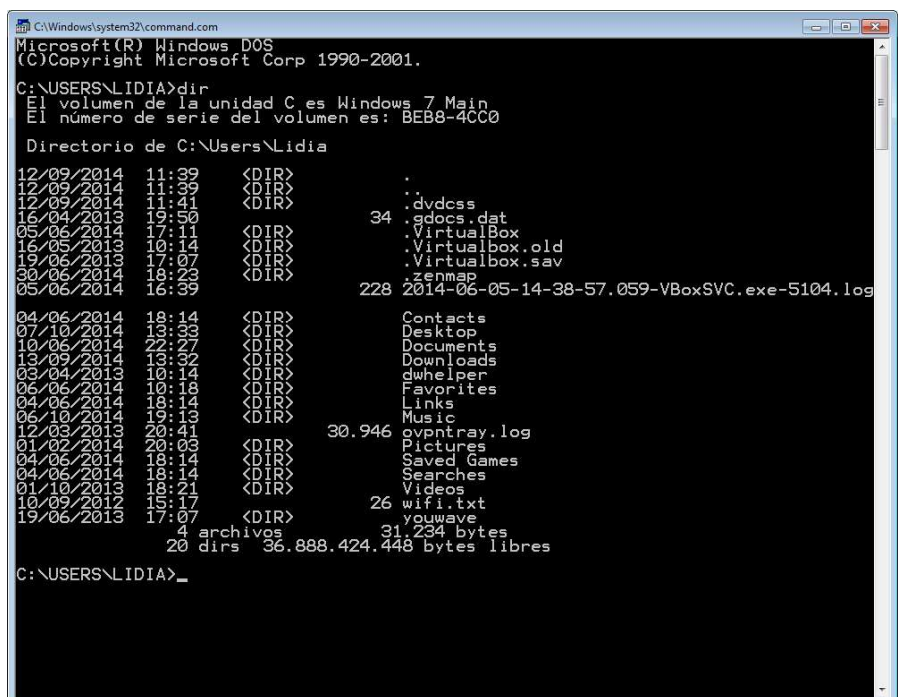 C:\Windows\system32\command.com
Microsoft(R) Windows DOS
(C)Copyright Microsoft Corp 1990-2001.
C:\USERS\LIDIA>dir
El volumen de la unidad C es Windows 7 Main
El número de serie del volumen es: BEB8-4CC0
Directorio de C:\Users\Lidia
12/09/2014 11:39 <DIR> .
12/09/2014 11:39 <DIR> ..
12/09/2014 11:41 <DIR> .dvdcss
16/04/2013 19:50 34 .gdocs.dat
05/06/2014 17:11 <DIR> .VirtualBox
16/05/2013 10:14 <DIR> .Virtualbox.old
19/06/2013 17:07 <DIR> .Virtualbox.sav
30/06/2014 18:23 <DIR> .zenmap
05/06/2014 16:39 228 2014-06-05-14-38-57.059-VBoxSVC.exe-5104.log
04/06/2014 18:14 <DIR> Contacts
07/10/2014 13:33 <DIR> Desktop
10/06/2014 22:27 <DIR> Documents
13/09/2014 13:32 <DIR> Downloads
03/04/2013 10:14 <DIR> dwhelper
06/06/2014 10:18 <DIR> Favorites
04/06/2014 18:14 <DIR> Links
06/10/2014 19:13 <DIR> Music
12/03/2013 20:41 30.946 ovpntray.log
01/02/2014 20:03 <DIR> Pictures
04/06/2014 18:14 <DIR> Saved Games
04/06/2014 18:14 <DIR> Searches
01/10/2013 18:21 <DIR> Videos
10/09/2012 15:17 26 wifi.txt
19/06/2013 17:07 <DIR> youwave
4 archivos 31.234 bytes
20 dirs 36.888.424.448 bytes libres
C:\USERS\LIDIA>_